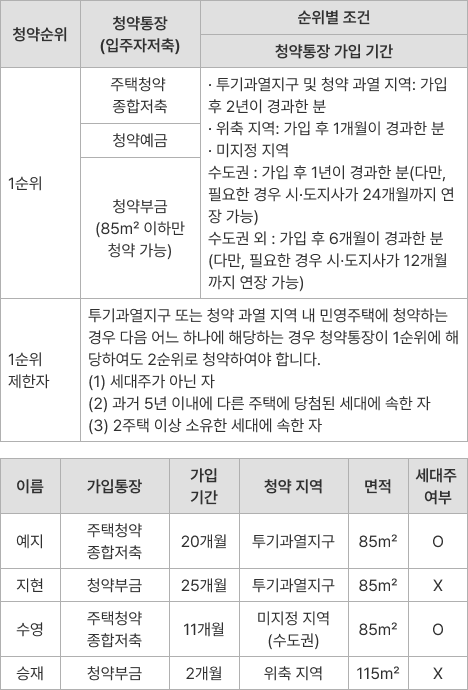 청약순위
청약통장
(입주자저축)
순위별 조건
청약통장 가입 기간
1순위
주택청약
종합저축
청약예금
청약부금
(85m² 이하만
청약 가능)
· 투기과열지구 및 청약 과열 지역: 가입
후 2년이 경과한 분
· 위축 지역: 가입 후 1개월이 경과한 분
· 미지정 지역
수도권 : 가입 후 1년이 경과한 분(다만,
필요한 경우 시·도지사가 24개월까지 연
장 가능)
수도권 외 : 가입 후 6개월이 경과한 분
(다만, 필요한 경우 시·도지사가 12개월
까지 연장 가능)
1순위
제한자
투기과열지구 또는 청약 과열 지역 내 민영주택에 청약하는
경우 다음 어느 하나에 해당하는 경우 청약통장이 1순위에 해
당하여도 2순위로 청약하여야 합니다.
(1) 세대주가 아닌 자
(2) 과거 5년 이내에 다른 주택에 당첨된 세대에 속한 자
(3) 2주택 이상 소유한 세대에 속한 자
이름 가입통장 가입 기간 청약 지역 면적 세대주 여부
예지 주택청약 종합저축 20개월 투기과열지구 85m² O
지현 청약부금 25개월 투기과열지구 85m² X
수영 주택청약 종합저축 11개월 미지정 지역 (수도권) 85m² O
승재 청약부금 2개월 위축 지역 115m² X